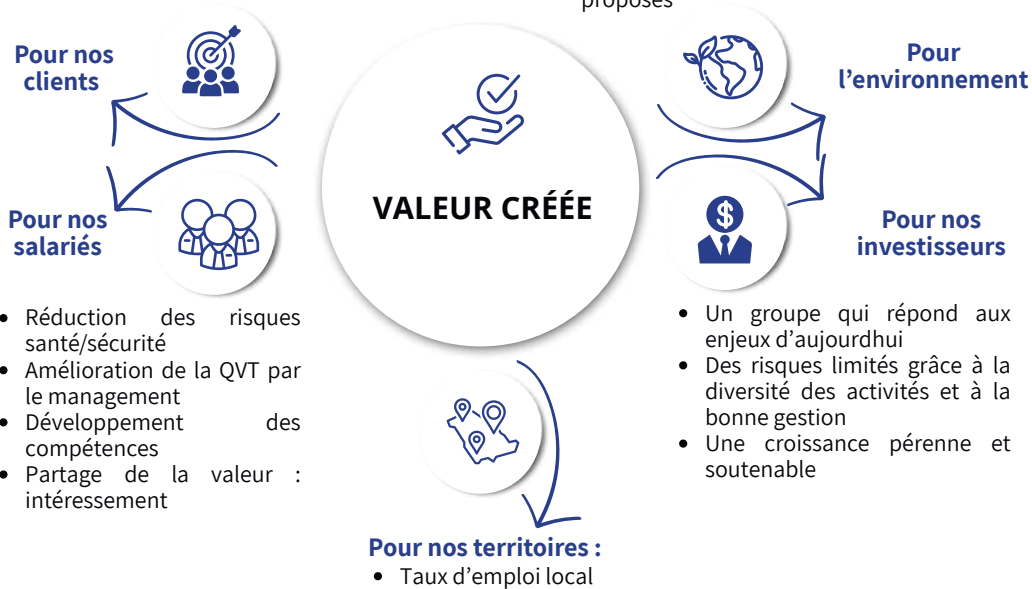 proposés
Pour nos
clients
Pour
l’environnement
VALEUR CRÉÉE
Pour nos
salariés
Pour nos
investisseurs
$
• Réduction des risques
santé/sécurité
• Amélioration de la QVT par
le management
• Développement des
compétences
• Partage de la valeur :
intéressement
• Un groupe qui répond aux
enjeux d’aujourdhui
• Des risques limités grâce à la
diversité des activités et à la
bonne gestion
• Une croissance pérenne et
soutenable
Pour nos territoires :
• Taux d’emploi local